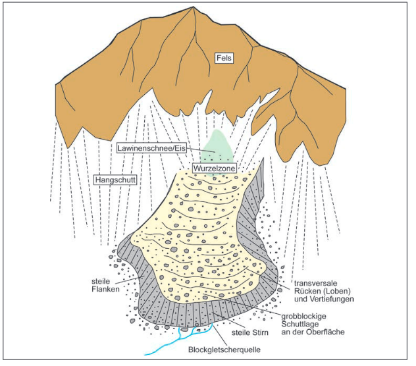 Fels
Lawinenschnee/Eis
Wurzelzone
Hangschutt
steile
Flanken
transversale
Rücken (Loben)
und Vertiefungen
grobblockige
Schuttlage
an der Oberfläche
steile Stirn
Blockgletscherquelle